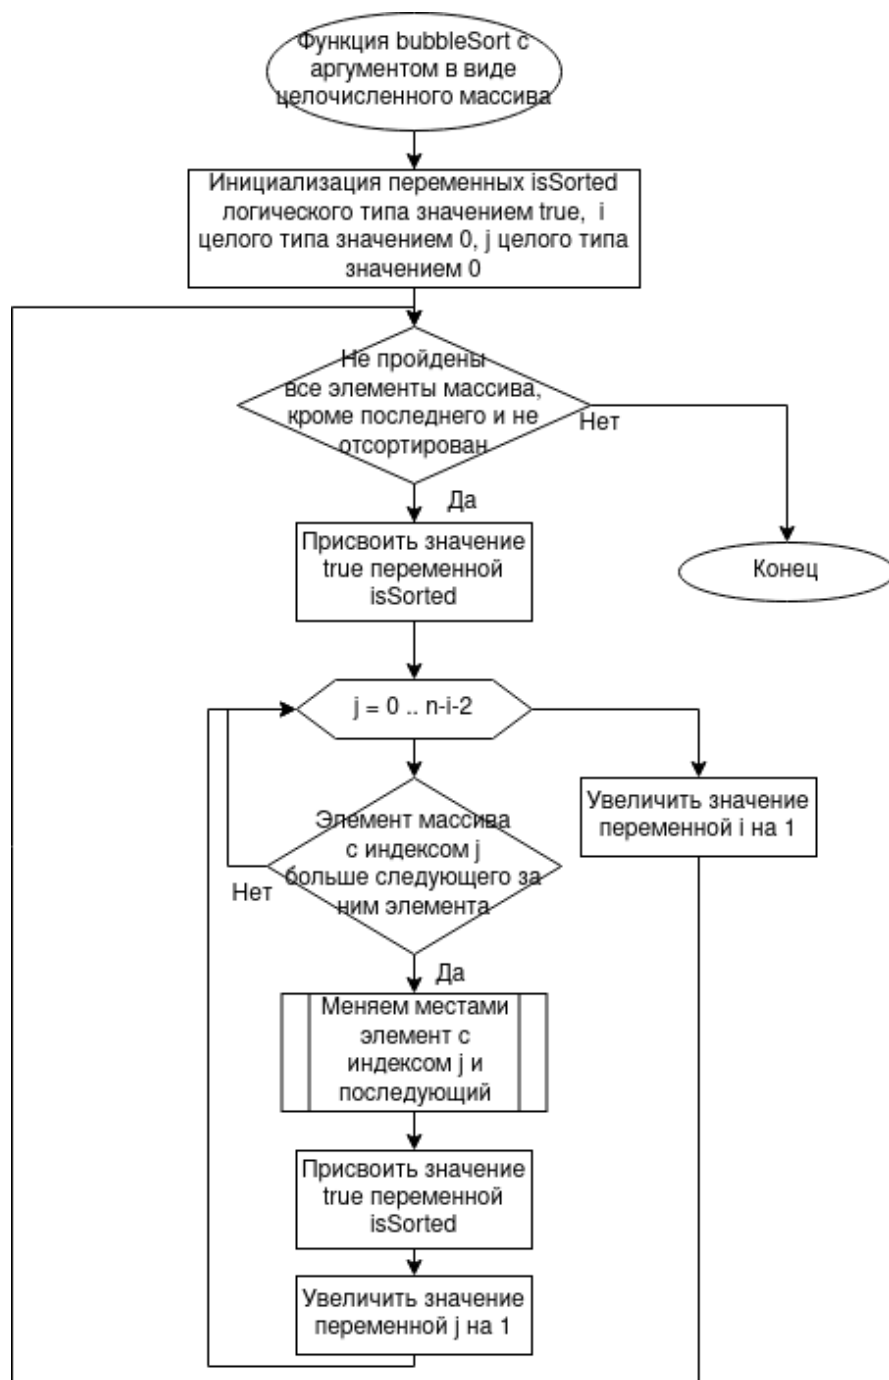 Функция bubbleSort с
аргументом в виде
целочисленного массива
Инициализация переменных isSorted
логического типа значением true, i
целого типа значением 0, j целого типа
значением 0
Не пройдены
все элементы массива,
кроме последнего и не
отсортирован
Нет
Да
Присвоить значение
true переменной
isSorted
Конец
j = 0 .. n-i-2
Увеличить значение
переменной i на 1
Элемент массива
с индексом j
больше следующего за
ним элемента
Нет
Да
Меняем местами
элемент с
индексом j и
последующий
Присвоить значение
true переменной
isSorted
Увеличить значение
переменной j на 1